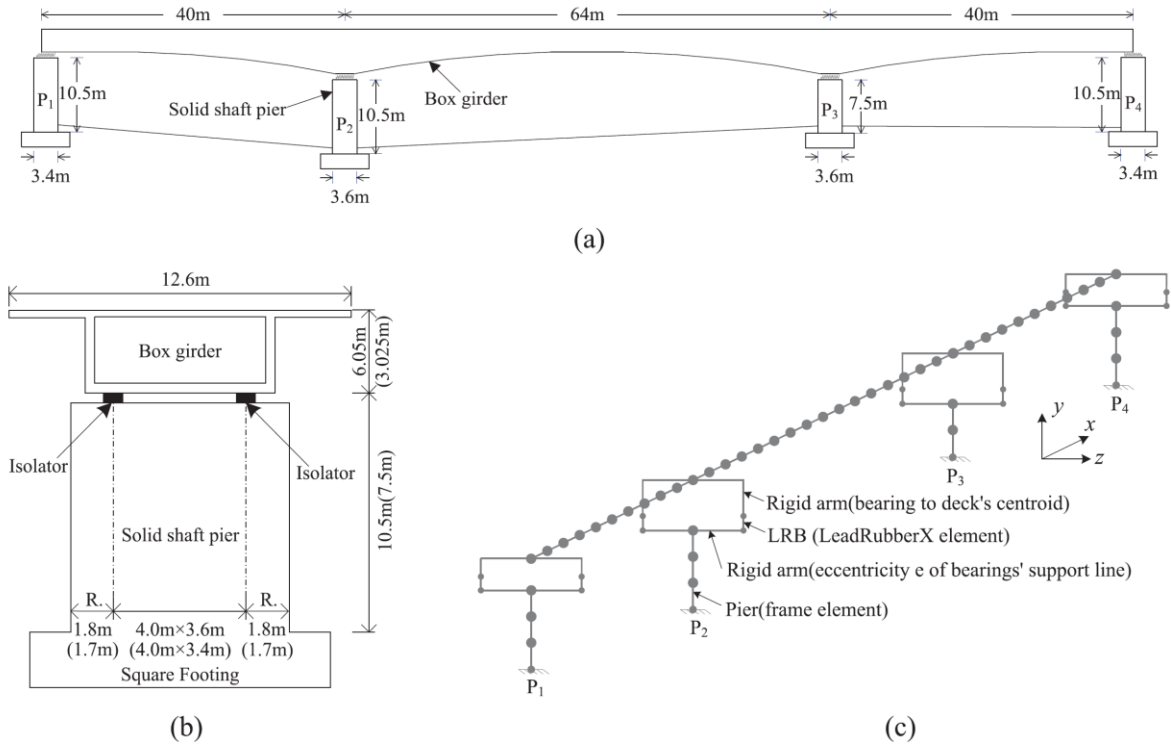 40m
64m
40m
10.5m
P1
Solid shaft pier
P2
10.5m
Box girder
P3
7.5m
10.5m
P4
3.4m
3.6m
3.6m
3.4m
(a)
12.6m
Box girder
6.05m
(3.025m)
Isolator
Isolator
Solid shaft pier
10.5m(7.5m)
R.
R.
1.8m
4.0m×3.6m
1.8m
(1.7m)
(4.0m×3.4m)
(1.7m)
Square Footing
(b)
P4
y
x
z
P3
Rigid arm(bearing to deck's centroid)
LRB (LeadRubberX element)
Rigid arm(eccentricity e of bearings' support line)
Pier(frame element)
P2
P1
(c)